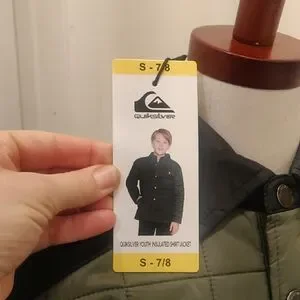 S - 7/8
QUIKSILVER
QUIKSILVER YOUTH INSULATED SHIRT JACKET
S - 7/8